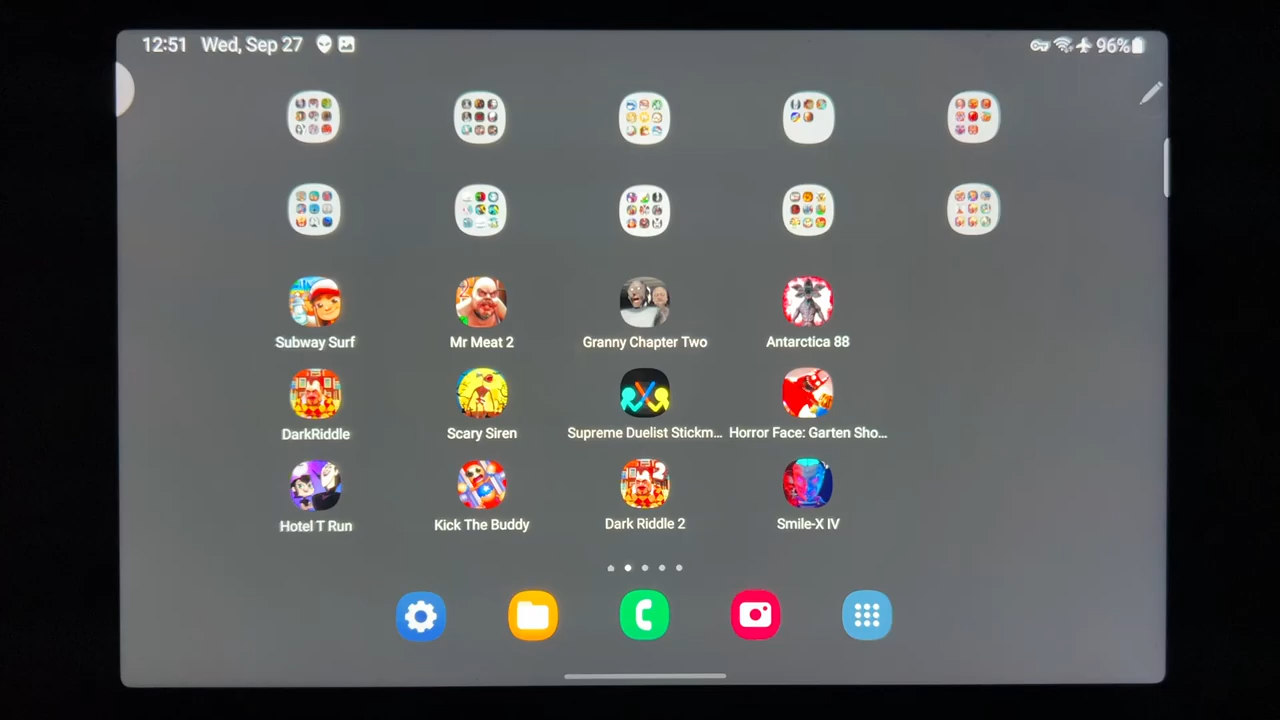 12:51 Wed, Sep 27 96%
Subway Surf Mr Meat 2 Granny Chapter Two Antarctica 88
DarkRiddle Scary Siren Supreme Duelist Stickm... Horror Face: Garten Sho...
2
Hotel T Run Kick The Buddy Dark Riddle 2 Smile-X IV